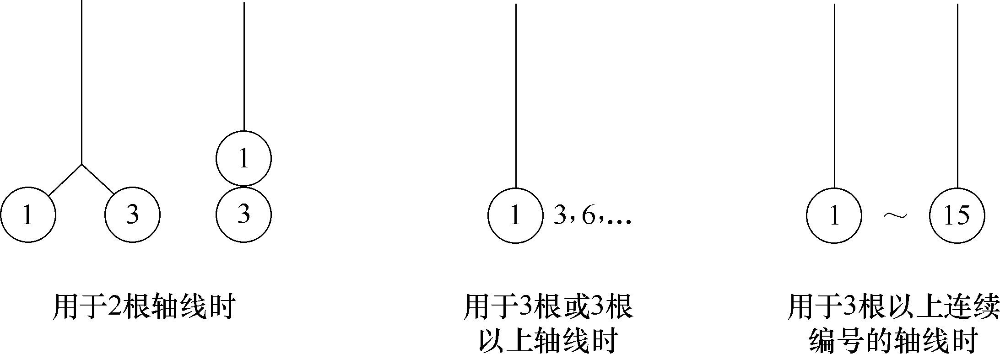 1
3
1
3
1 3,6,...
1 ~ 15
用于2根轴线时
用于3根或3根
以上轴线时
用于3根以上连续
编号的轴线时